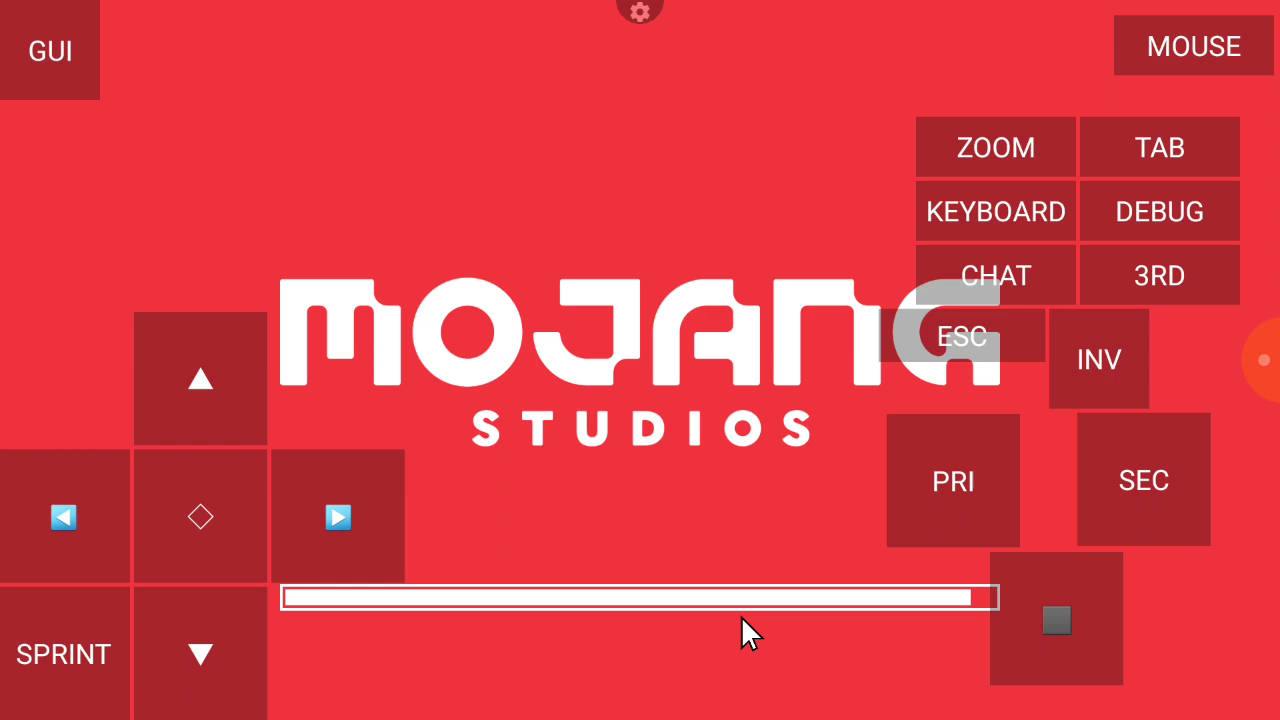 GUI
MOUSE
ZOOM
TAB
KEYBOARD
DEBUG
CHAT
3RD
MOJANG
ESC
INV
STUDIOS
PRI
SEC
SPRINT